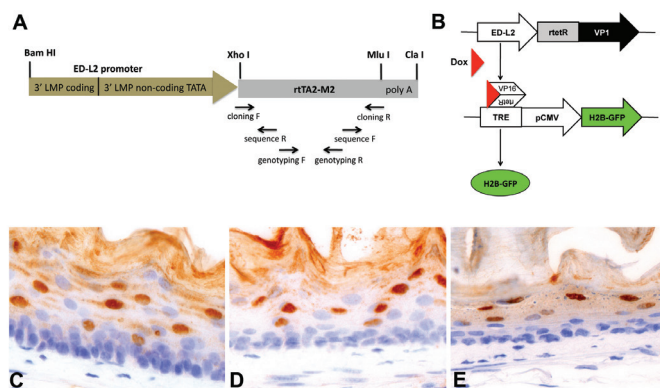 A
Bam HI
ED-L2 promoter
Xho I
Mlu I
Cla I
3' LMP coding
3' LMP non-coding TATA
rtTA2-M2
poly A
cloning F
cloning R
sequence R
sequence F
genotyping F
genotyping R
B
ED-L2
rtetR
VP1
Dox
VP16
rtetR
TRE
pCMV
H2B-GFP
H2B-GFP
C
D
E